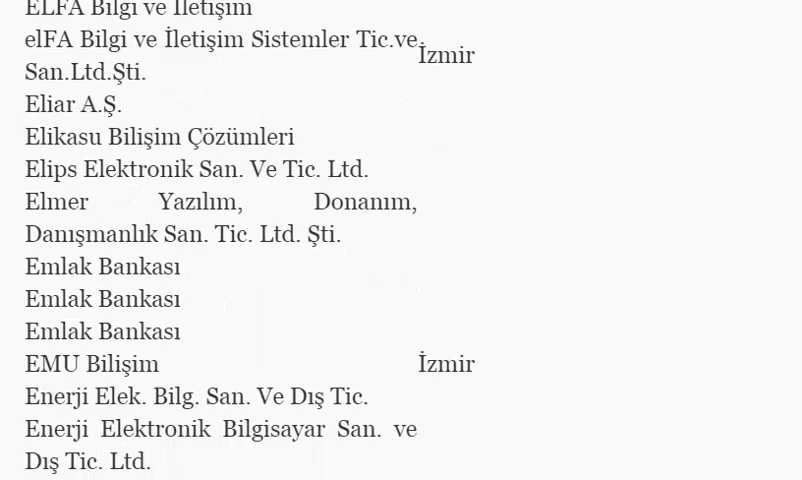 ELFA Bilgi ve İletişim
elFA Bilgi ve İletişim Sistemler Tic.ve
San.Ltd.Şti.
İzmir
Eliar A.Ş.
Elikasu Bilişim Çözümleri
Elips Elektronik San. Ve Tic. Ltd.
Elmer Yazılım, Donanım,
Danışmanlık San. Tic. Ltd. Şti.
Emlak Bankası
Emlak Bankası
Emlak Bankası
EMU Bilişim İzmir
Enerji Elek. Bilg. San. Ve Dış Tic.
Enerji Elektronik Bilgisayar San. ve
Dış Tic. Ltd.